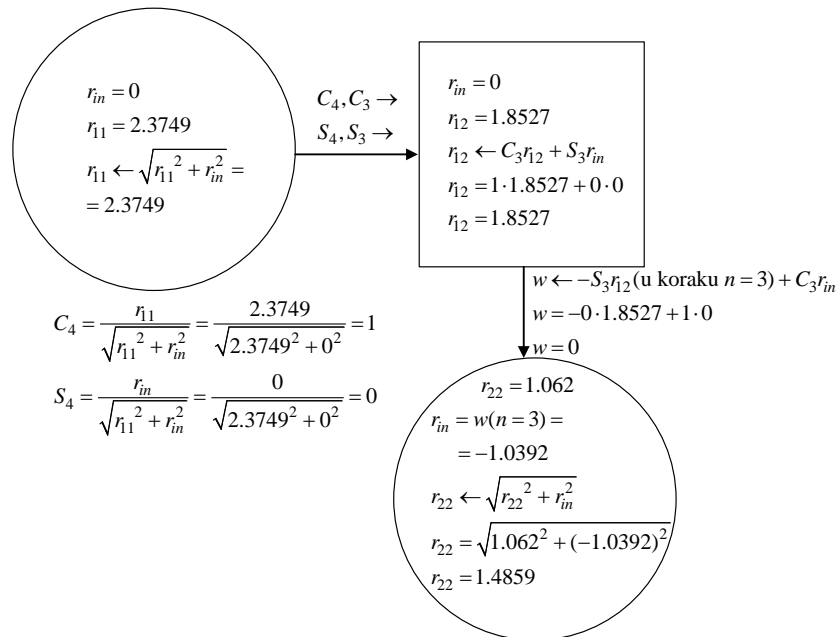 r_in = 0
r_11 = 2.3749
r_11 ← √(r_11² + r_in²) =
= 2.3749
C_4, C_3 →
S_4, S_3 →
r_in = 0
r_12 = 1.8527
r_12 ← C_3 r_12 + S_3 r_in
r_12 = 1·1.8527 + 0·0
r_12 = 1.8527
C_4 = r_11 / √(r_11² + r_in²) = 2.3749 / √(2.3749² + 0²) = 1
S_4 = r_in / √(r_11² + r_in²) = 0 / √(2.3749² + 0²) = 0
w ← −S_3 r_12 (u koraku n = 3) + C_3 r_in
w = −0·1.8527 + 1·0
w = 0
r_22 = 1.062
r_in = w(n = 3) =
= −1.0392
r_22 ← √(r_22² + r_in²)
r_22 = √(1.062² + (−1.0392)²)
r_22 = 1.4859